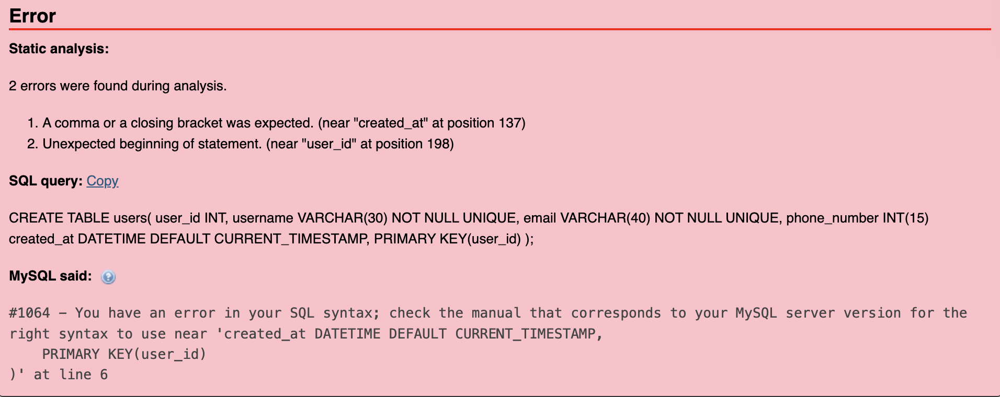 Error
Static analysis:
2 errors were found during analysis.
1. A comma or a closing bracket was expected. (near "created_at" at position 137)
2. Unexpected beginning of statement. (near "user_id" at position 198)
SQL query: Copy
CREATE TABLE users( user_id INT, username VARCHAR(30) NOT NULL UNIQUE, email VARCHAR(40) NOT NULL UNIQUE, phone_number INT(15)
created_at DATETIME DEFAULT CURRENT_TIMESTAMP, PRIMARY KEY(user_id) );
MySQL said: ?
#1064 - You have an error in your SQL syntax; check the manual that corresponds to your MySQL server version for the
right syntax to use near 'created_at DATETIME DEFAULT CURRENT_TIMESTAMP,
    PRIMARY KEY(user_id)
)' at line 6